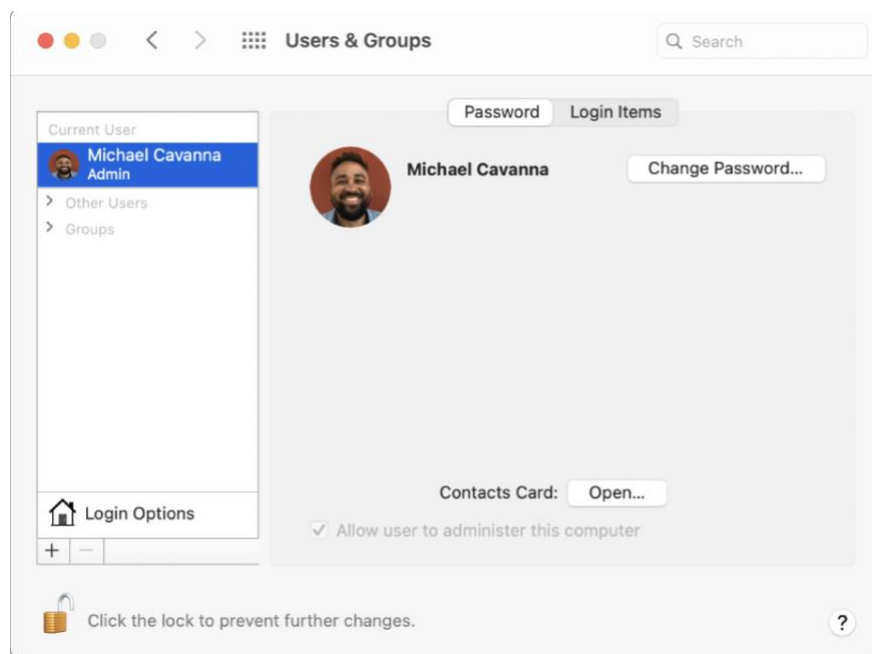 Users & Groups
Search
Password
Login Items
Current User
Michael Cavanna
Admin
Other Users
Groups
Michael Cavanna
Change Password...
Contacts Card:
Open...
Login Options
Allow user to administer this computer
+ −
Click the lock to prevent further changes.
?